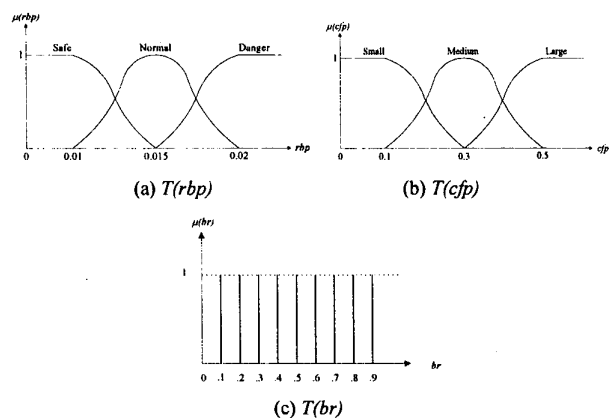 μ(rbp)
Safe Normal Danger
1
0
0 0.01 0.015 0.02 rbp
(a) T(rbp)
μ(cfp)
Small Medium Large
1
0
0 0.1 0.3 0.5 cfp
(b) T(cfp)
μ(br)
1
0 .1 .2 .3 .4 .5 .6 .7 .8 .9 br
(c) T(br)